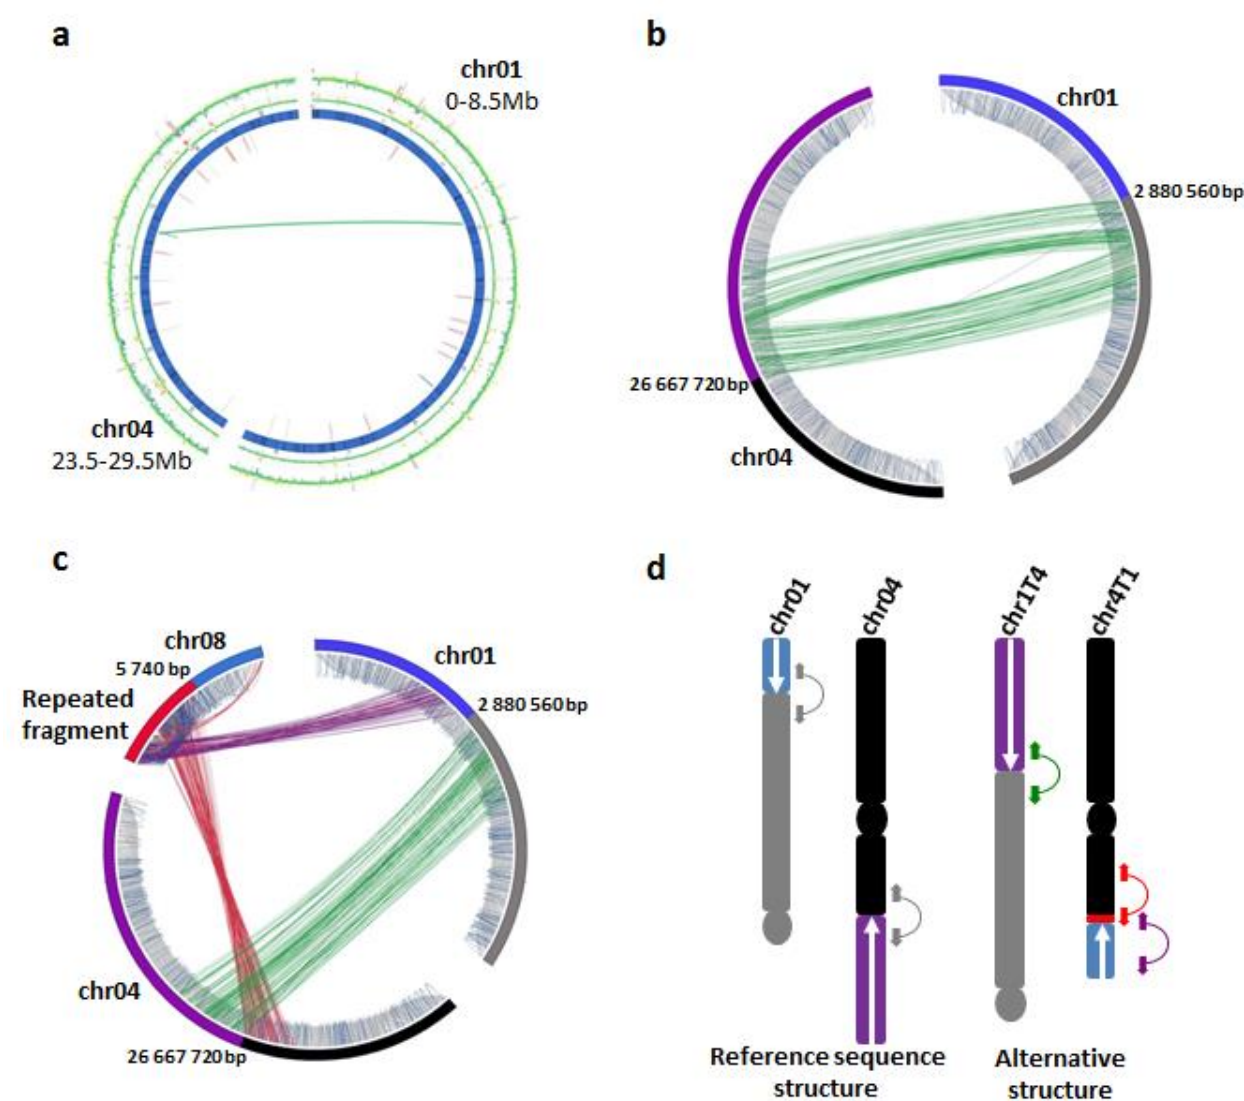 a
chr01
0-8.5Mb
chr04
23.5-29.5Mb
b
chr01
2 880 560 bp
26 667 720 bp
chr04
c
chr08
5 740 bp
Repeated
fragment
chr01
2 880 560 bp
chr04
26 667 720 bp
d
chr01
chr04
chr1T4
chr4T1
Reference sequence
structure
Alternative
structure